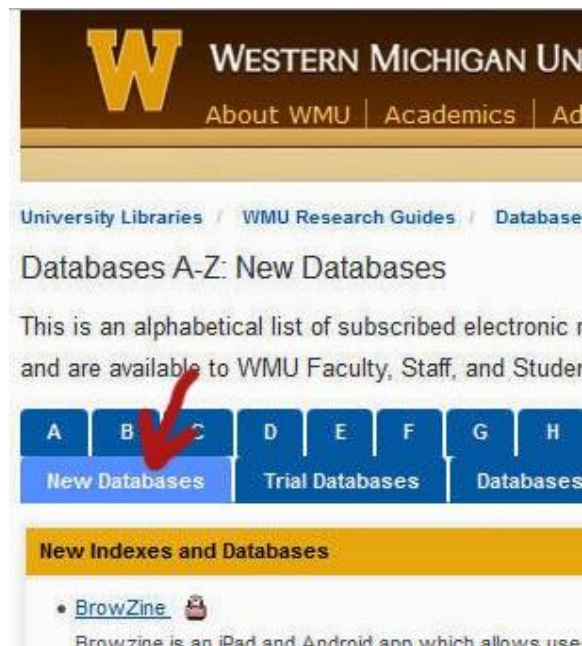 W WESTERN MICHIGAN UN
About WMU | Academics | Ad
University Libraries / WMU Research Guides / Database
Databases A-Z: New Databases
This is an alphabetical list of subscribed electronic
and are available to WMU Faculty, Staff, and Studen
A B C D E F G H
New Databases Trial Databases Databases
New Indexes and Databases
• BrowZine
Browzine is an iPad and Android app which allows use